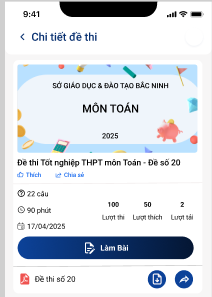 9:41
Chi tiết đề thi
SỞ GIÁO DỤC & ĐÀO TẠO BẮC NINH
MÔN TOÁN
2025
Đề thi Tốt nghiệp THPT môn Toán - Đề số 20
Thích Chia sẻ
22 câu
90 phút
17/04/2025
100 50 2
Lượt thi Lượt thích Lượt tải
Làm Bài
Đề thi số 20